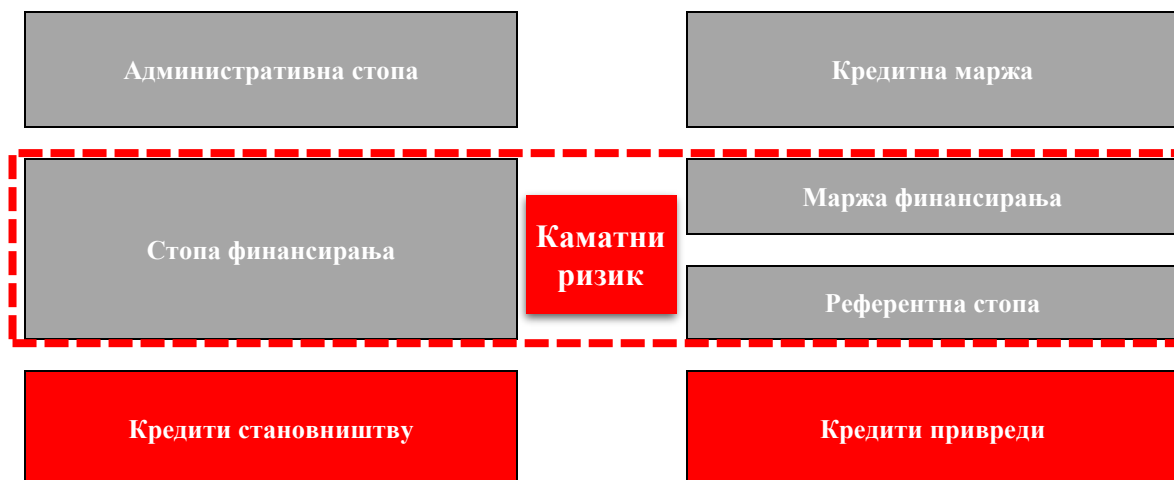 Административна стопа
Кредитна маржа
Стопа финансирања
Каматни
ризик
Маржа финансирања
Референтна стопа
Кредити становништву
Кредити привреди